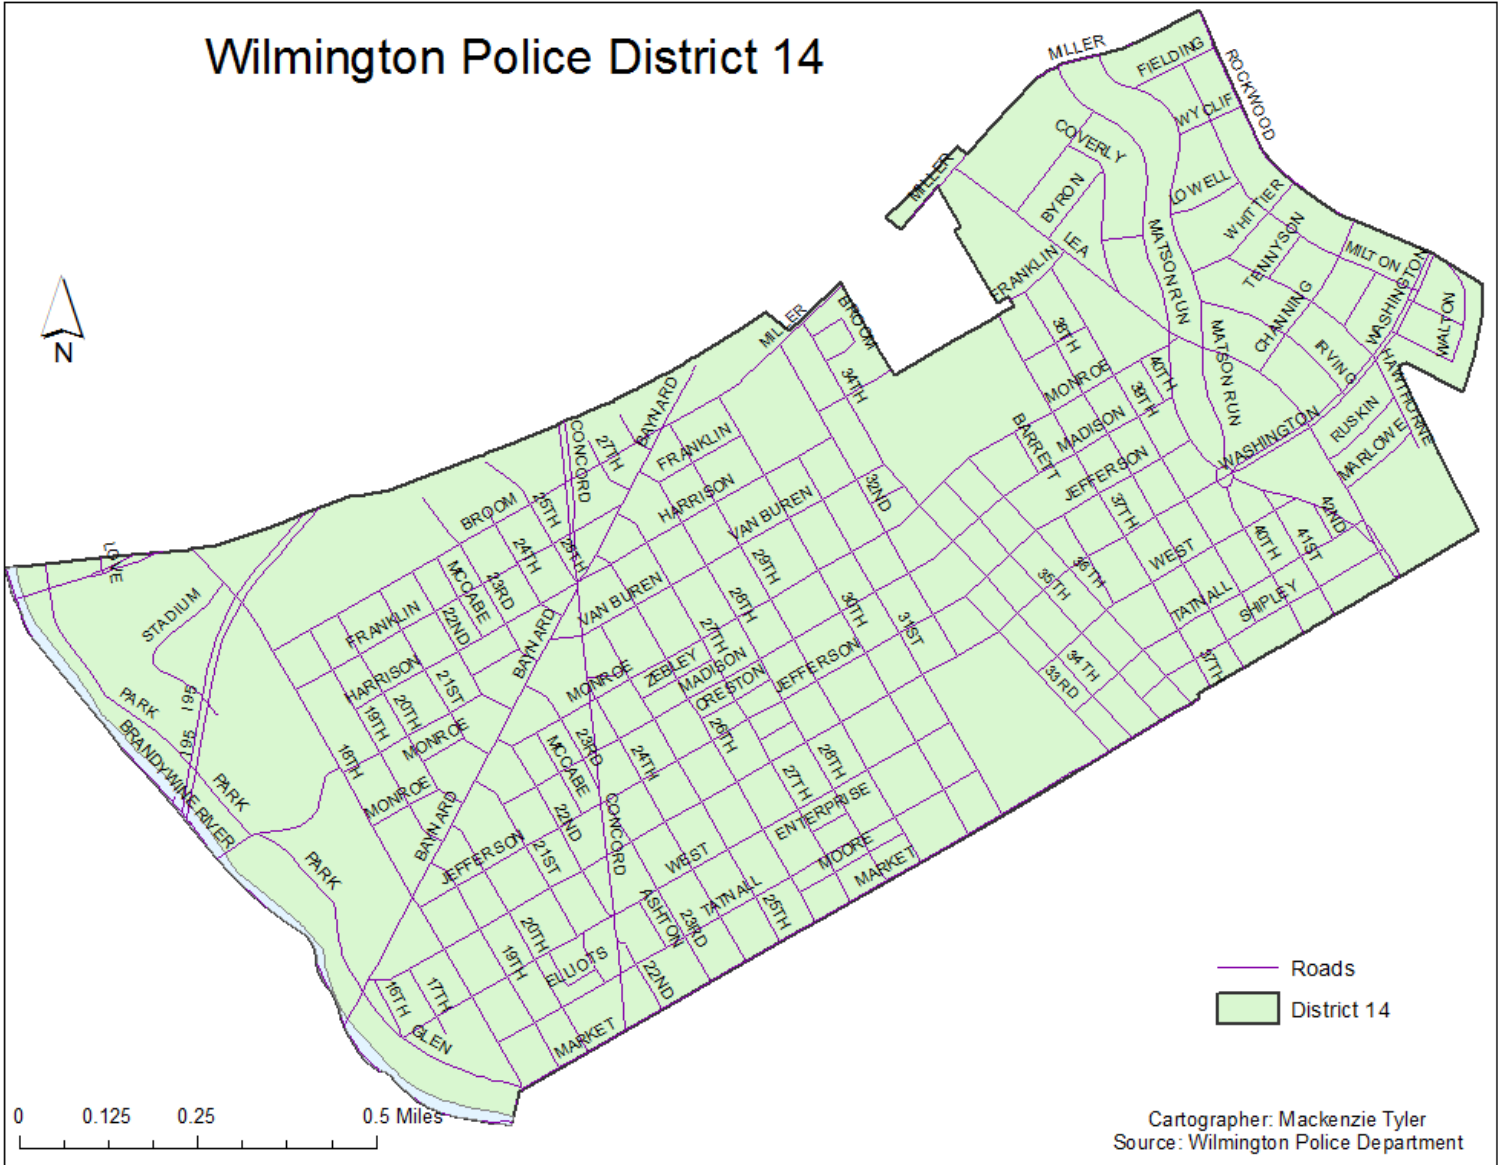 Wilmington Police District 14
MLLER
FIELDING
ROCKWOOD
WYCLIF
COVERLY
MILLER
BYRON
LOWELL
WHITTIER
LEA
MATSON RUN
TENNYSON
MILTON
WASHINGTON
FRANKLIN
N
MILLER
BROOM
38TH
CHANNING
IRVING
WALTON
MATSON RUN
HAWTHORNE
34TH
MONROE
40TH
39TH
BAYNARD
CONCORD
27TH
FRANKLIN
BARRETT
MADISON
WASHINGTON
RUSKIN
MARLOWE
JEFFERSON
HARRISON
BROOM
25TH
VAN BUREN
32ND
37TH
42ND
40TH
41ST
LOVE
24TH
26TH
29TH
36TH
WEST
MCCABE
23RD
35TH
STADIUM
FRANKLIN
22ND
VAN BUREN
28TH
30TH
31ST
TATNALL
SHIPLEY
BAYNARD
27TH
HARRISON
21ST
MONROE
ZEBLEY
MADISON
CRESTON
JEFFERSON
34TH
33RD
37TH
PARK
I95
I95
BRANDYWINE RIVER
19TH
20TH
MONROE
18TH
MCCABE
23RD
24TH
26TH
28TH
27TH
PARK
MONROE
BAYNARD
22ND
CONCORD
ENTERPRISE
JEFFERSON
21ST
WEST
MOORE
MARKET
PARK
TATNALL
ASHTON
23RD
25TH
20TH
19TH
ELLIOTS
22ND
16TH
17TH
GLEN
MARKET
Roads
District 14
0 0.125 0.25 0.5 Miles
Cartographer: Mackenzie Tyler
Source: Wilmington Police Department